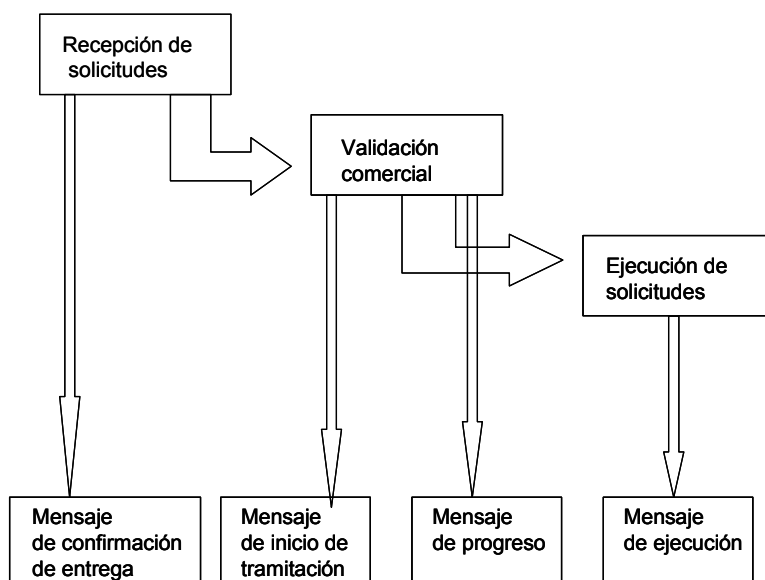 Recepción de
solicitudes
Validación
comercial
Ejecución de
solicitudes
Mensaje
de confirmación
de entrega
Mensaje
de inicio de
tramitación
Mensaje
de progreso
Mensaje
de ejecución